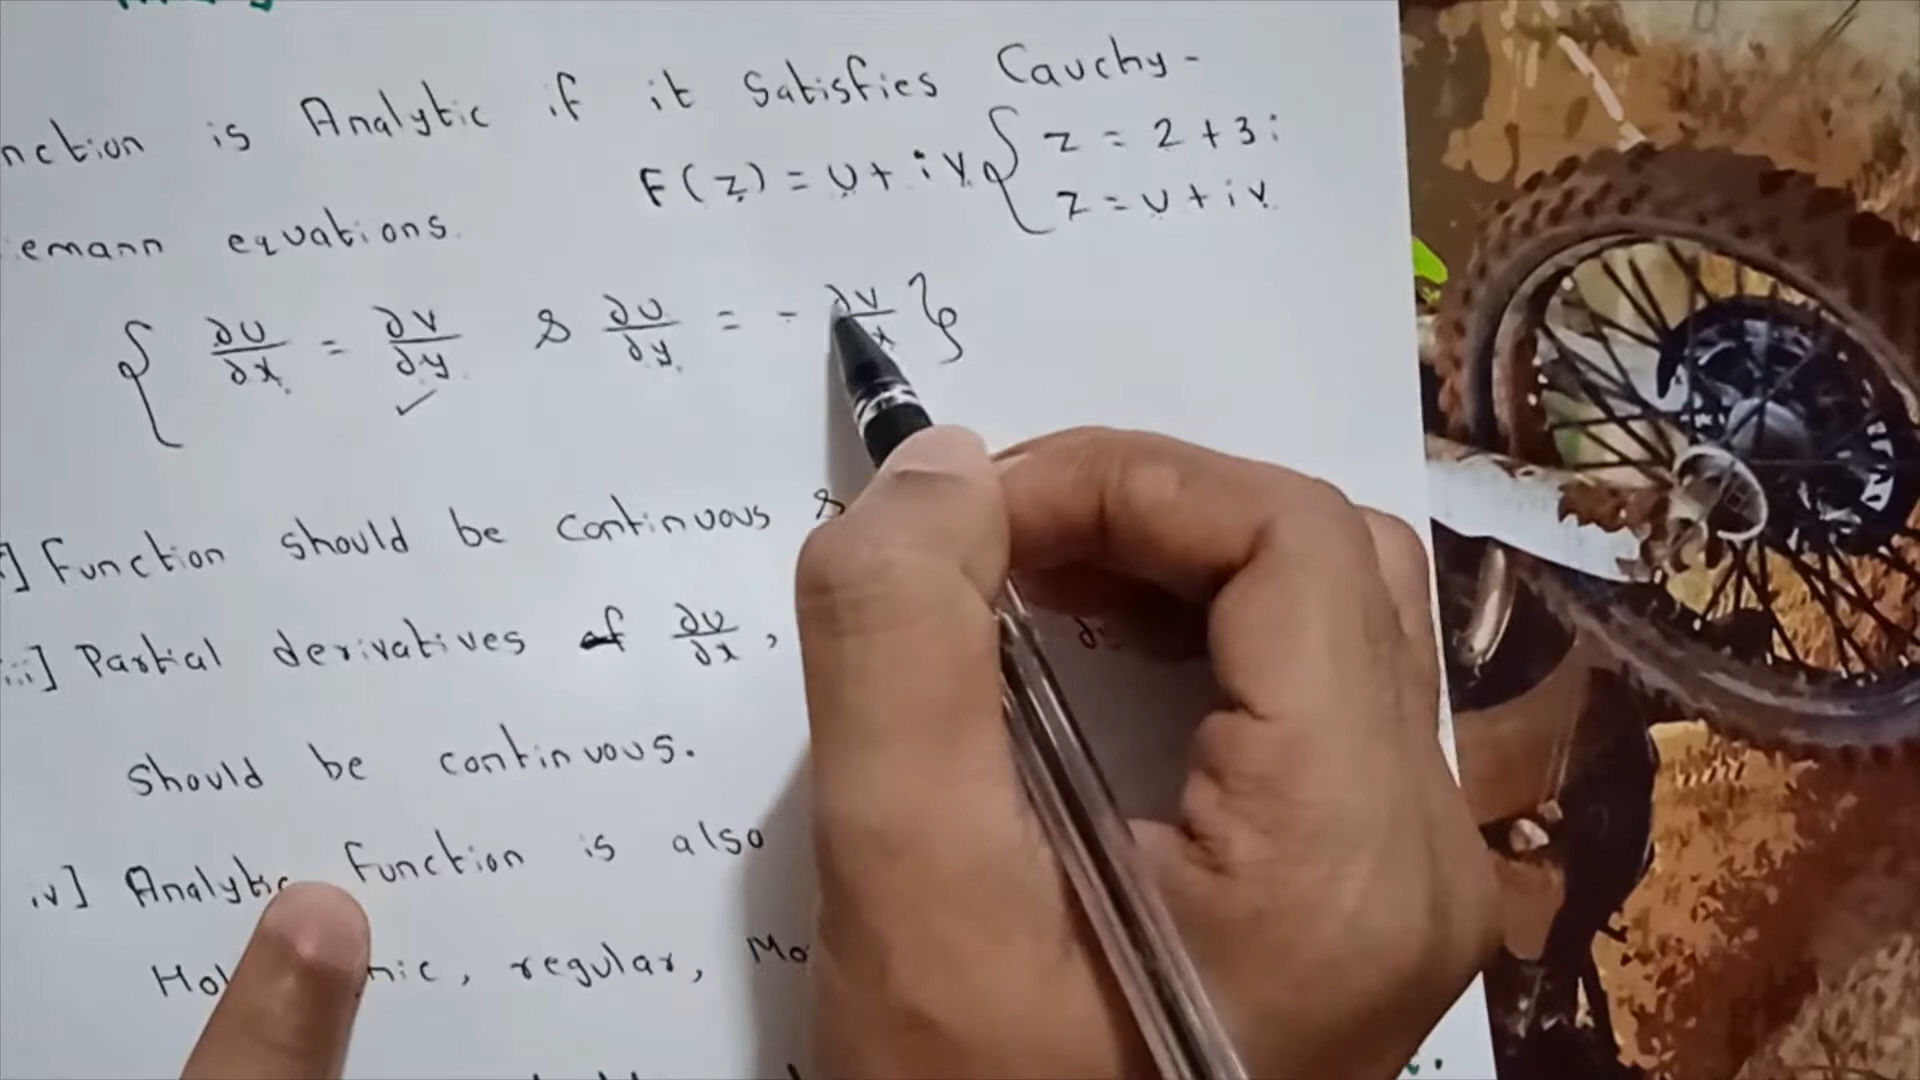 nction is Analytic if it Satisfies Cauchy-
emann equations.
F(z) = u + iv { z = 2 + 3i
z = u + iv
{ ∂u/∂x = ∂v/∂y & ∂u/∂y = - ∂v/∂x }
] Function should be continuous &
iii] Partial derivatives of ∂u/∂x,
should be continuous.
iv] Analytic function is also
regular,